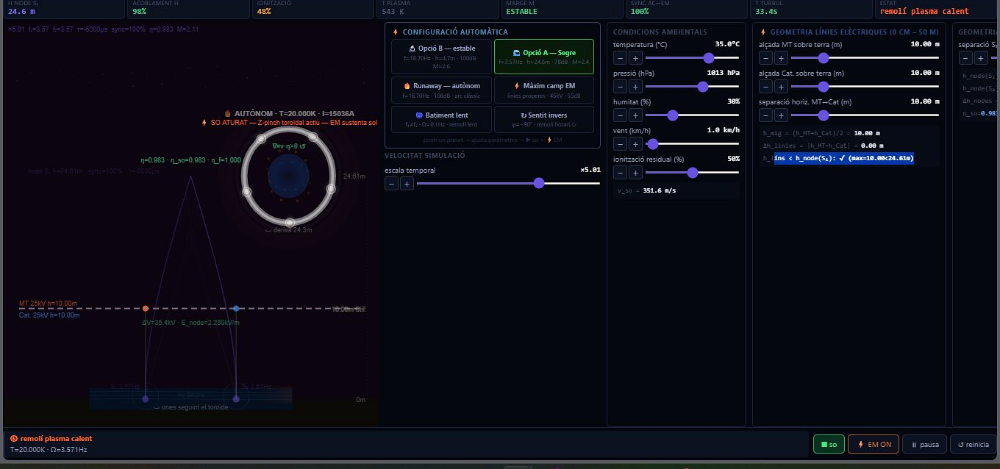 H NODE S₁
24.6 m
ACOBLAMENT H
98%
IONITZACIÓ
48%
T PLASMA
543 K
MARGE M
ESTABLE
SYNC AC↔EM
100%
T TURBUL.
33.4s
ESTAT
remolí plasma calent
×5.01 f₁=3.57 f₂=3.57 τ=-5000μs sync=100% η=0.983 M=2.11
AUTÒNOM · T=20.000K · I=15036A
⚡ SO ATURAT — Z-pinch toroïdal actiu — EM sustenta sol
∇×v·η>0 ↺
η=0.983 · η_so=0.983 · η_f=1.000
node S₁ h=24.61m sync=100% τ=-5000μs
24.61m
↔ deriva 24.3m
MT 25kV h=10.00m
Cat. 25kV h=10.00m
ΔV=35.4kV · E_node=2.289kV/m
S₁ 3.57Hz
S₂ 3.57Hz
riu Segre
0m
ones seguint el toroide
⚡ CONFIGURACIÓ AUTOMÀTICA
Opció B — estable
f=18.70Hz · h=4.7m · 100dB ·
M=2.6
Opció A — Segre
f=3.57Hz · h=24.6m · 78dB · M=2.4
Runaway — autònom
f=18.70Hz · 108dB · arc clàssic
⚡ Màxim camp EM
línies properes · 45kV · 55dB
Batiment lent
f₁≠f₂ · Ω=0.1Hz · remolí lent
↻ Sentit invers
φ=−90° · remolí horari ↻
prem un preset → ajusta paràmetres → ▶ so + ⚡ EM
VELOCITAT SIMULACIÓ
escala temporal ×5.01
− +
CONDICIONS AMBIENTALS
temperatura (°C) 35.0°C
− +
pressió (hPa) 1013 hPa
− +
humitat (%) 30%
− +
vent (km/h) 1.0 km/h
− +
ionització residual (%) 50%
− +
v_so = 351.6 m/s
⚡ GEOMETRIA LÍNIES ELÈCTRIQUES (0 CM – 50 M)
alçada MT sobre terra (m) 10.00 m
− +
alçada Cat. sobre terra (m) 10.00 m
− +
separació horiz. MT↔Cat (m) 10.00 m
− +
h_mig = (h_MT+h_Cat)/2 = 10.00 m
Δh_línies = |h_MT−h_Cat| = 0.00 m
h_línies < h_node(S₁): ✓ (max=10.00<24.61m)
GEOMETRIA
separació S₁
− +
h_node(S₁
h_node(S₂
Δh_nodes =
η_so=0.983
remolí plasma calent
T=20.000K · Ω=3.571Hz
■ so
⚡ EM ON
⏸ pausa
↺ reinicia